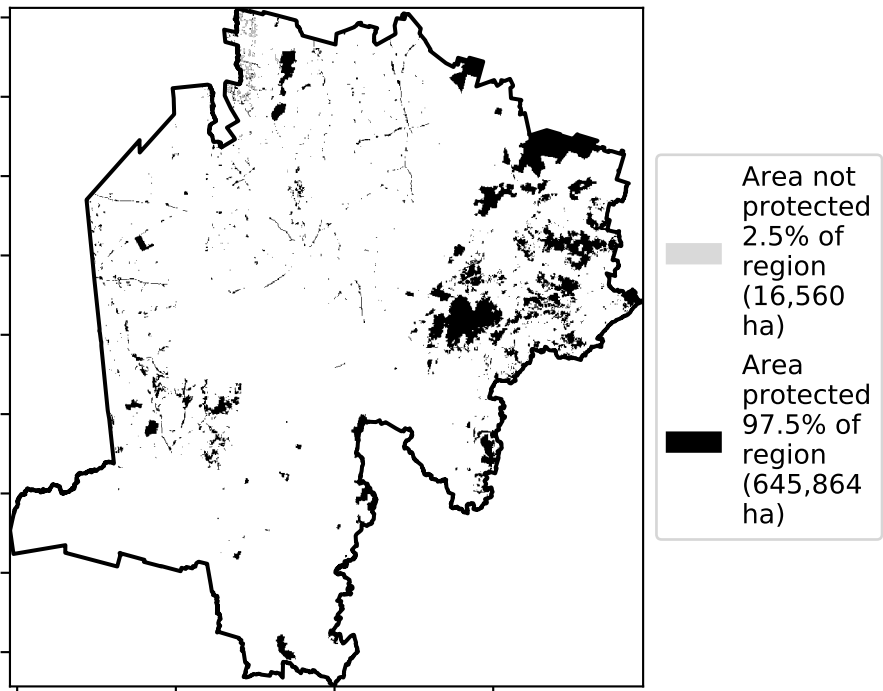 Area not
protected
2.5% of
region
(16,560
ha)
Area
protected
97.5% of
region
(645,864
ha)